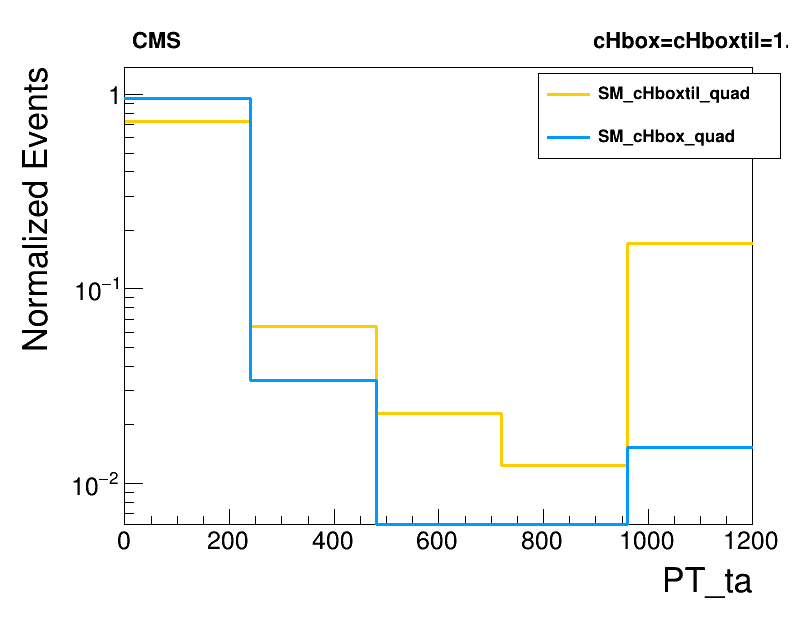 CMS
cHbox=cHboxtil=1.
SM_cHboxtil_quad
SM_cHbox_quad
Normalized Events
1
10−1
10−2
0 200 400 600 800 1000 1200
PT_ta